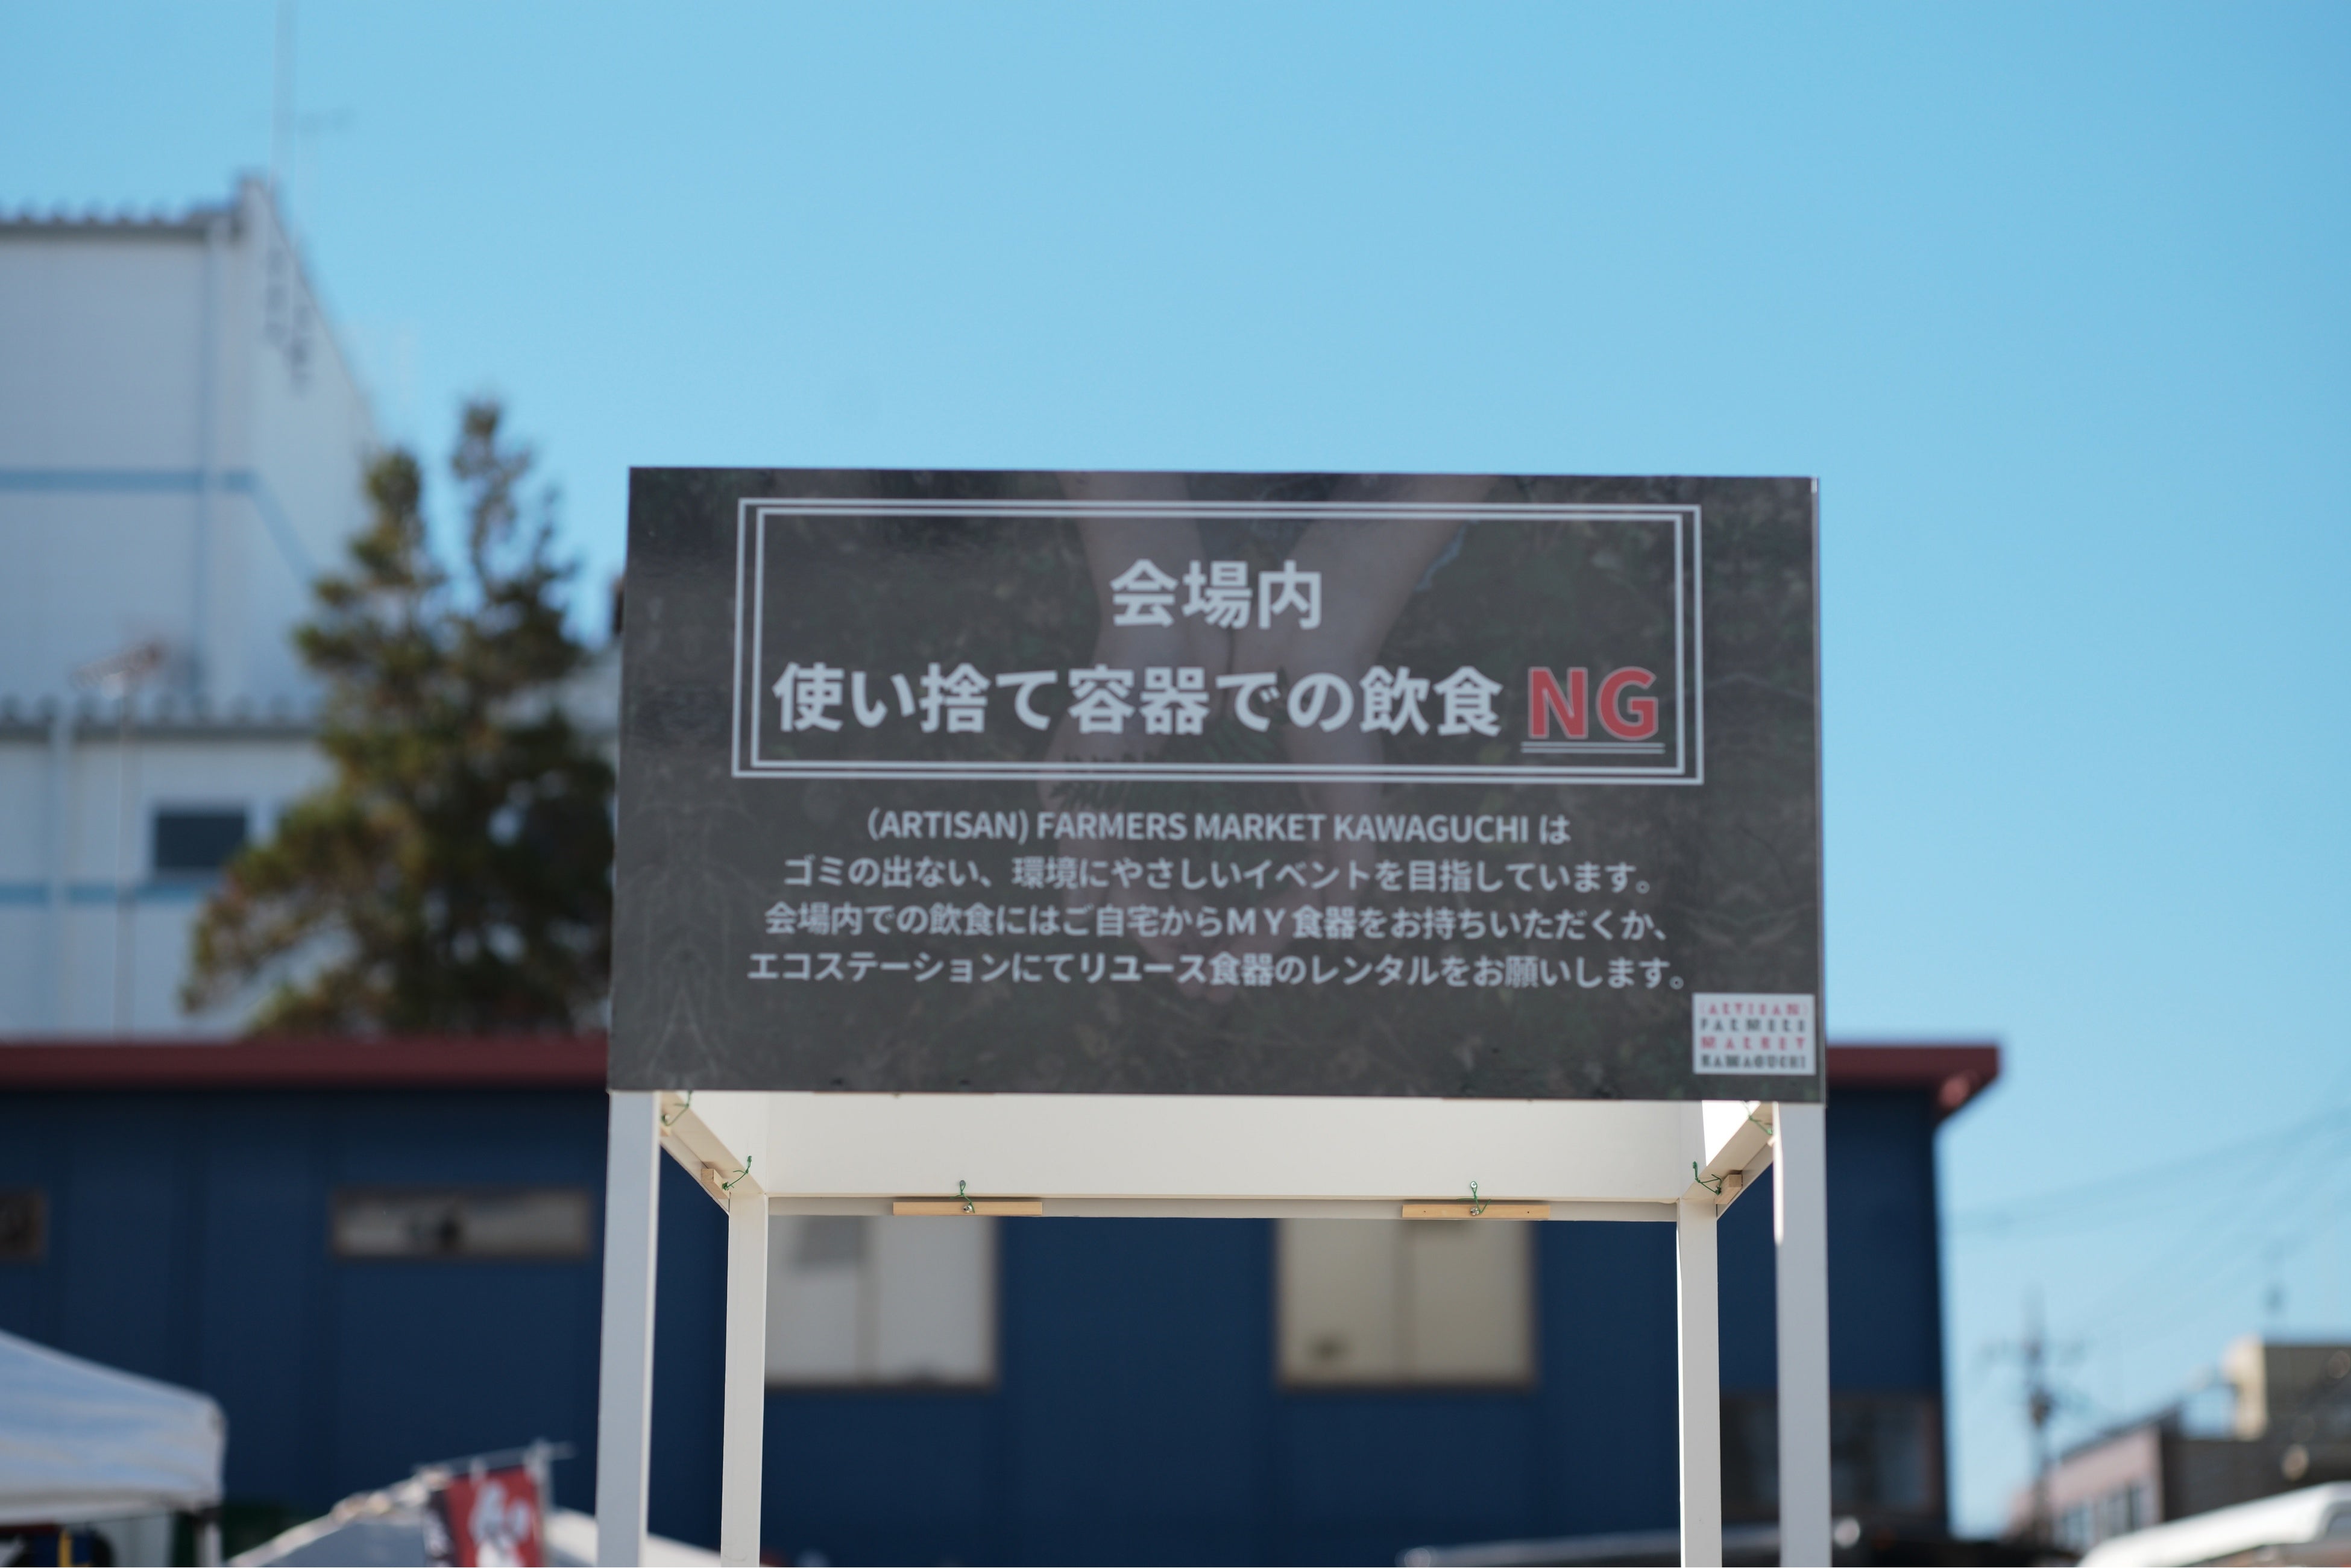 会場内
使い捨て容器での飲食 NG
(ARTISAN) FARMERS MARKET KAWAGUCHI は
ゴミの出ない、環境にやさしいイベントを目指しています。
会場内での飲食にはご自宅からＭＹ食器をお持ちいただくか、
エコステーションにてリユース食器のレンタルをお願いします。
(ARTISAN)
FARMERS
MARKET
KAWAGUCHI